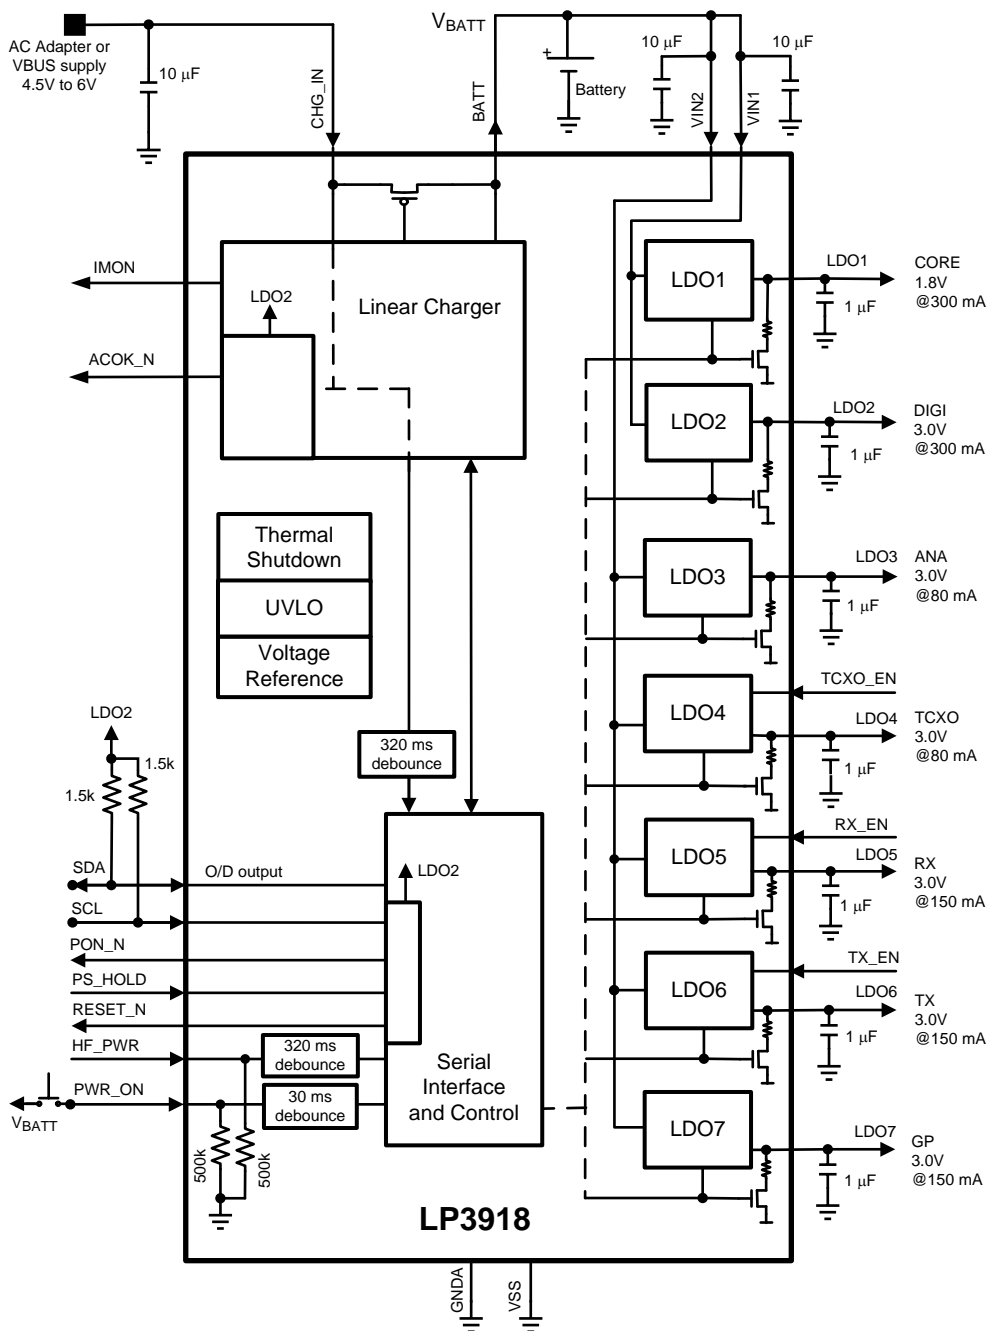 AC Adapter or
VBUS supply
4.5V to 6V
10 μF
CHG_IN
BATT
VBATT
Battery
+
10 μF
VIN2
VIN1
10 μF
IMON
ACOK_N
LDO2
Linear Charger
Thermal
Shutdown
UVLO
Voltage
Reference
LDO1
LDO1
1 μF
CORE
1.8V
@300 mA
LDO2
LDO2
1 μF
DIGI
3.0V
@300 mA
LDO3
LDO3
1 μF
ANA
3.0V
@80 mA
TCXO_EN
LDO4
LDO4
1 μF
TCXO
3.0V
@80 mA
RX_EN
LDO5
LDO5
1 μF
RX
3.0V
@150 mA
TX_EN
LDO6
LDO6
1 μF
TX
3.0V
@150 mA
LDO7
LDO7
1 μF
GP
3.0V
@150 mA
LDO2
1.5k
1.5k
320 ms
debounce
SDA
O/D output
LDO2
SCL
PON_N
PS_HOLD
RESET_N
HF_PWR
320 ms
debounce
PWR_ON
30 ms
debounce
VBATT
500k
500k
Serial
Interface
and Control
LP3918
GNDA
VSS